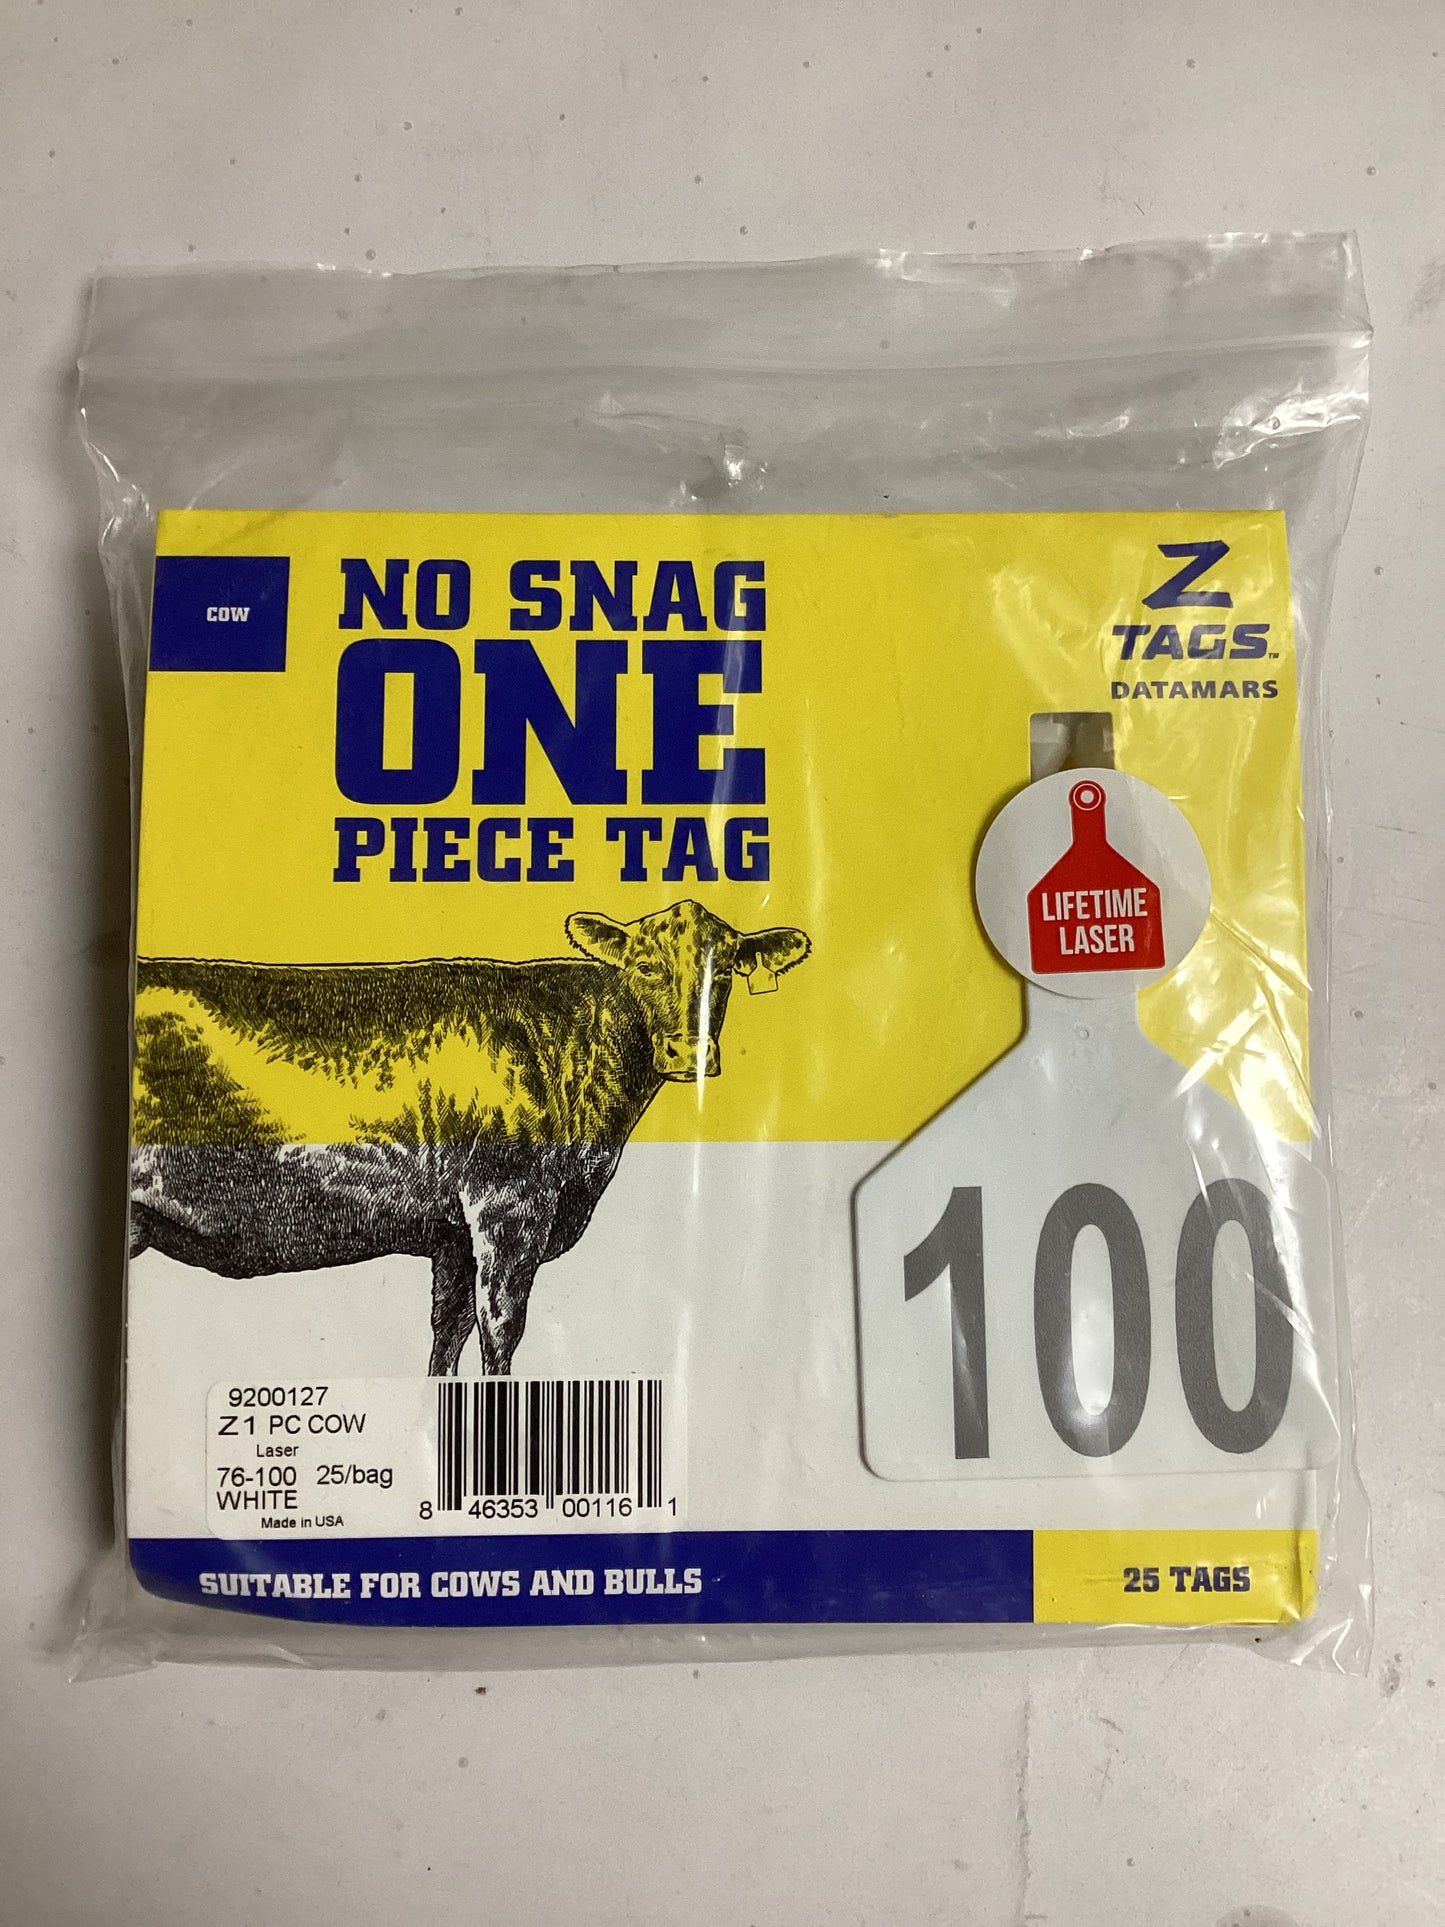 COW
NO SNAG
ONE
PIECE TAG
Z
TAGS™
DATAMARS
LIFETIME
LASER
100
9200127
Z1 PC COW
Laser
76-100 25/bag
WHITE
Made in USA
8 46353 00116 1
SUITABLE FOR COWS AND BULLS
25 TAGS